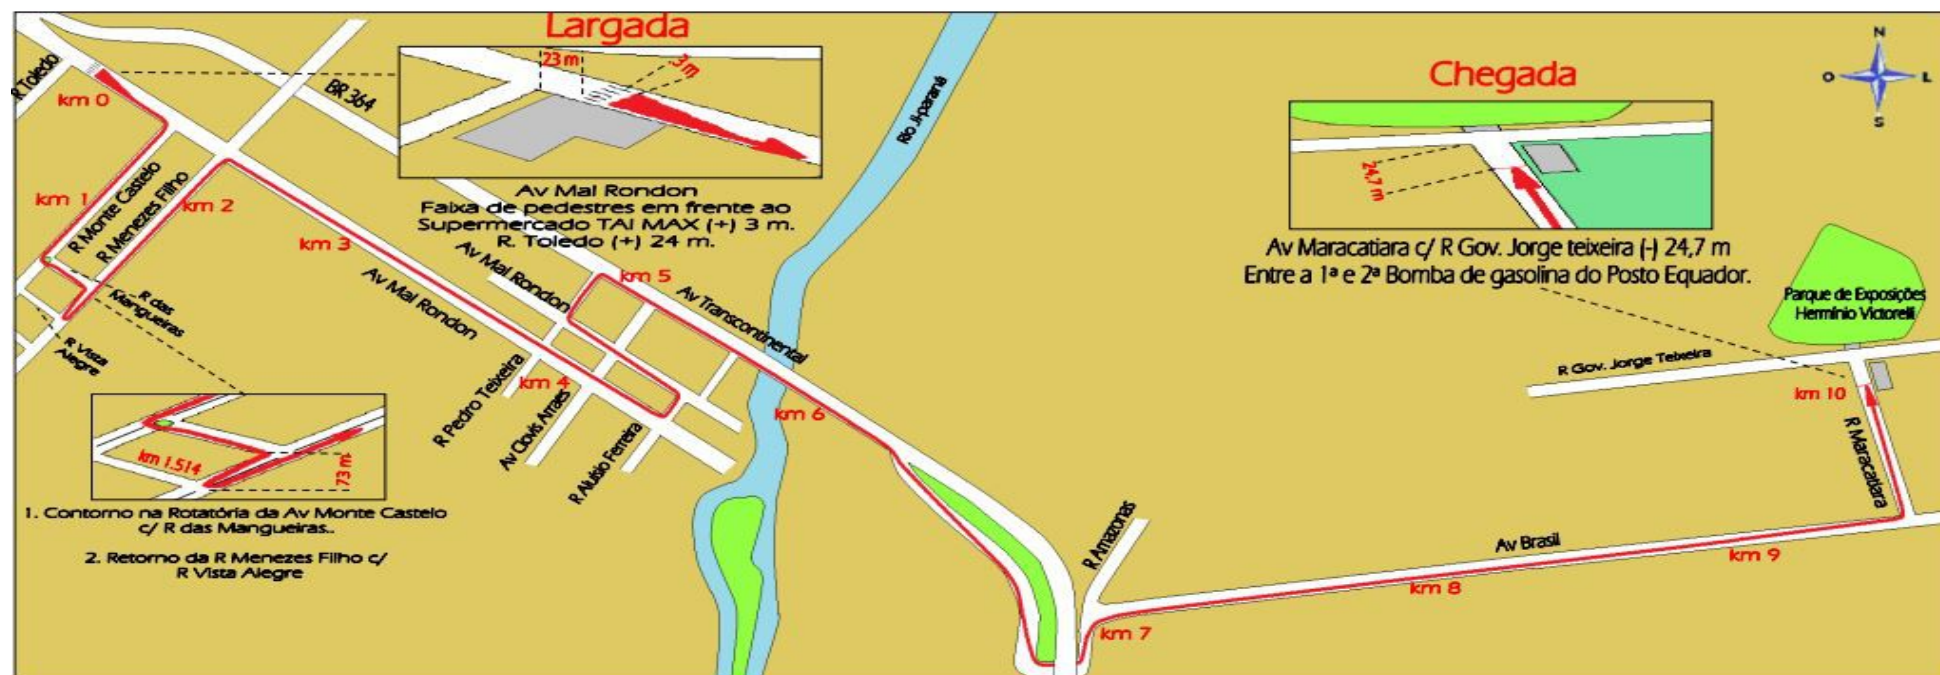 Largada
23 m
3 m
Av Mal Rondon
Faixa de pedestres em frente ao
Supermercado TAI MAX (+) 3 m.
R. Toledo (+) 24 m.
Chegada
24,7 m
Av Maracatiara c/ R Gov. Jorge teixeira (-) 24,7 m
Entre a 1ª e 2ª Bomba de gasolina do Posto Equador.
N
O
L
S
R Toledo
km 0
BR 364
Rio Ji-paraná
km 1
R Monte Castelo
R Menezes Filho
km 2
km 3
Av Mal Rondon
Av Mal Rondon
km 5
Av Transcontinental
R das
Mangueiras
R Vista
Alegre
R Pedro Teixeira
km 4
Av Clovis Arraes
R Aluísio Ferreira
km 6
km 1.514
73 m
1. Contorno na Rotatória da Av Monte Castelo
c/ R das Mangueiras..
2. Retorno da R Menezes Filho c/
R Vista Alegre
Parque de Exposições
Hermínio Victorelli
R Gov. Jorge Teixeira
km 10
R Maracatiara
R Amazonas
Av Brasil
km 7
km 8
km 9